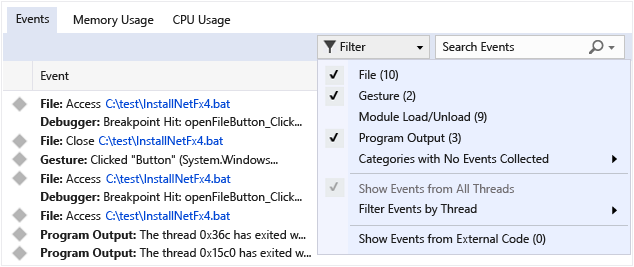 Events Memory Usage CPU Usage
Filter Search Events
Event
File: Access C:\test\InstallNetFx4.bat
Debugger: Breakpoint Hit: openFileButton_Click...
File: Close C:\test\InstallNetFx4.bat
Gesture: Clicked "Button" (System.Windows...
File: Access C:\test\InstallNetFx4.bat
Debugger: Breakpoint Hit: openFileButton_Click...
File: Access C:\test\InstallNetFx4.bat
Program Output: The thread 0x36c has exited w...
Program Output: The thread 0x15c0 has exited w...
File (10)
Gesture (2)
Module Load/Unload (9)
Program Output (3)
Categories with No Events Collected
Show Events from All Threads
Filter Events by Thread
Show Events from External Code (0)